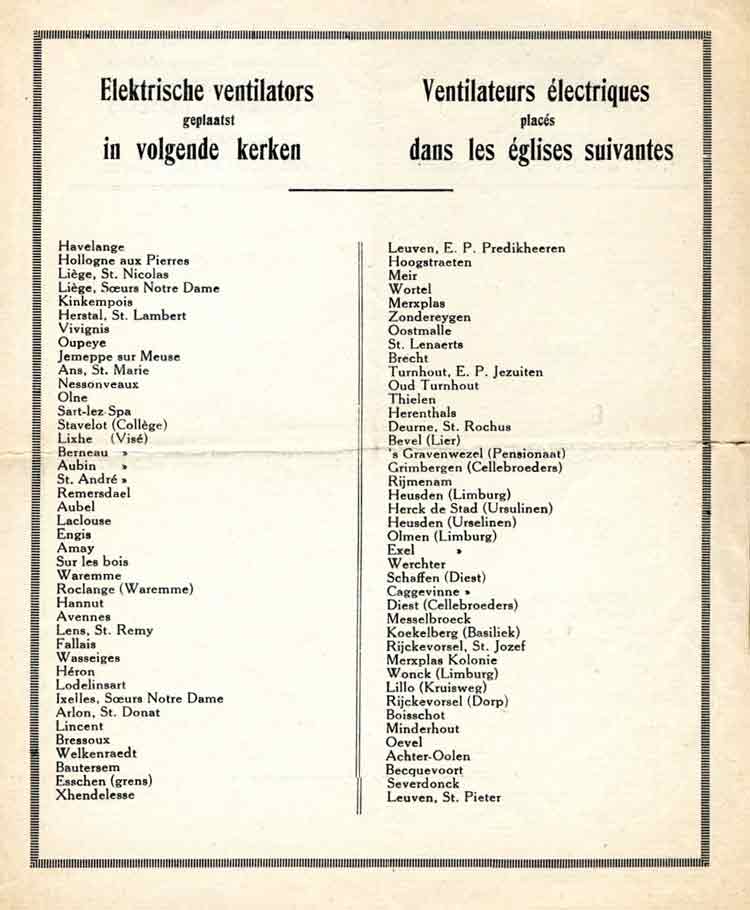 Elektrische ventilators
geplaatst
in volgende kerken
Ventilateurs électriques
placés
dans les églises suivantes
Havelange
Hollogne aux Pierres
Liège, St. Nicolas
Liège, Sœurs Notre Dame
Kinkempois
Herstal, St. Lambert
Vivignis
Oupeye
Jemeppe sur Meuse
Ans, St. Marie
Nessonveaux
Olne
Sart-lez-Spa
Stavelot (Collège)
Lixhe (Visé)
Berneau »
Aubin »
St. André »
Remersdael
Aubel
Laclouse
Engis
Amay
Sur les bois
Waremme
Roclange (Waremme)
Hannut
Avennes
Lens, St. Remy
Fallais
Wasseiges
Héron
Lodelinsart
Ixelles, Sœurs Notre Dame
Arlon, St. Donat
Lincent
Bressoux
Welkenraedt
Bautersem
Esschen (grens)
Xhendelesse
Leuven, E. P. Predikheeren
Hoogstraeten
Meir
Wortel
Merxplas
Zondereygen
Oostmalle
St. Lenaerts
Brecht
Turnhout, E. P. Jezuiten
Oud Turnhout
Thielen
Herenthals
Deurne, St. Rochus
Bevel (Lier)
's Gravenwezel (Pensionaat)
Grimbergen (Cellebroeders)
Rijmenam
Heusden (Limburg)
Herck de Stad (Ursulinen)
Heusden (Urselinen)
Olmen (Limburg)
Exel »
Werchter
Schaffen (Diest)
Caggevinne »
Diest (Cellebroeders)
Messelbroeck
Koekelberg (Basiliek)
Rijckevorsel, St. Jozef
Merxplas Kolonie
Wonck (Limburg)
Lillo (Kruisweg)
Rijckevorsel (Dorp)
Boisschot
Minderhout
Oevel
Achter-Oolen
Becquevoort
Severdonck
Leuven, St. Pieter